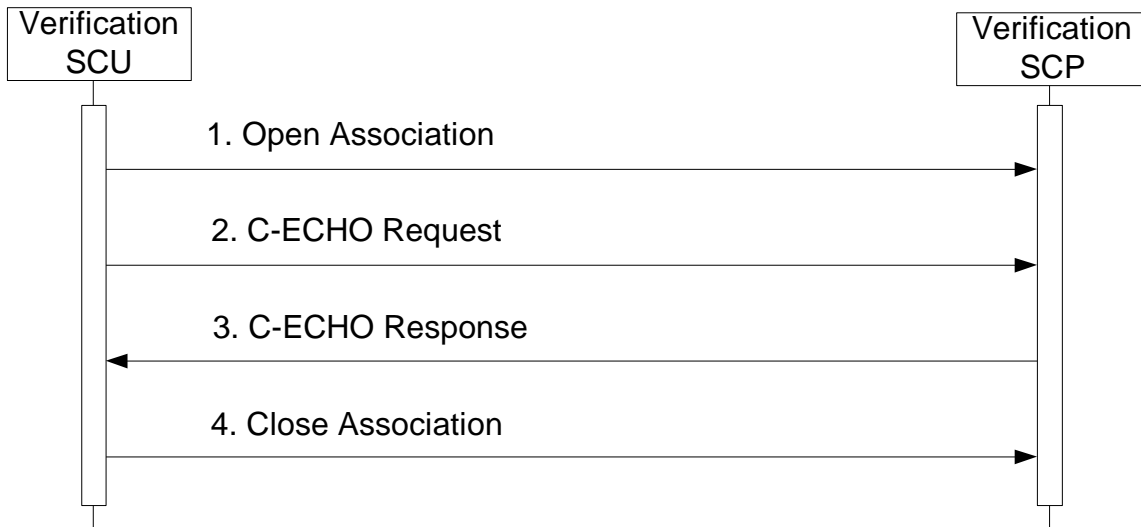 Verification
SCU
Verification
SCP
1. Open Association
2. C-ECHO Request
3. C-ECHO Response
4. Close Association